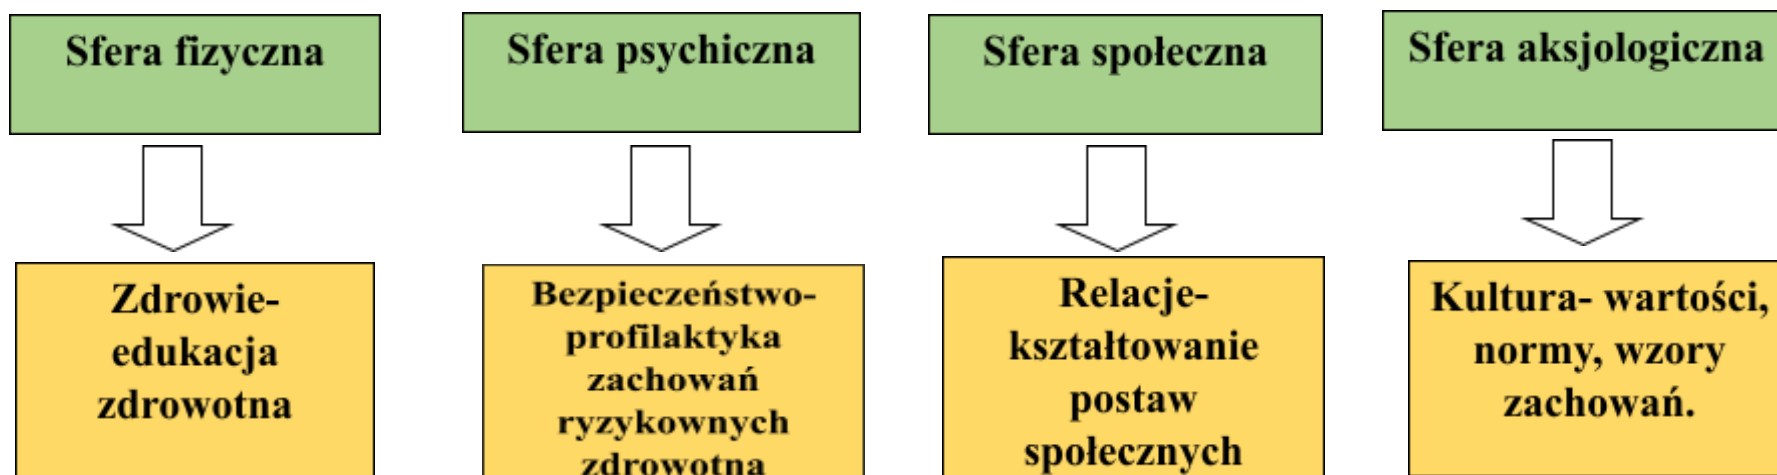 Sfera fizyczna
Sfera psychiczna
Sfera społeczna
Sfera aksjologiczna
Zdrowie-
edukacja
zdrowotna
Bezpieczeństwo-
profilaktyka
zachowań
ryzykownych
zdrowotna
Relacje-
kształtowanie
postaw
społecznych
Kultura- wartości,
normy, wzory
zachowań.